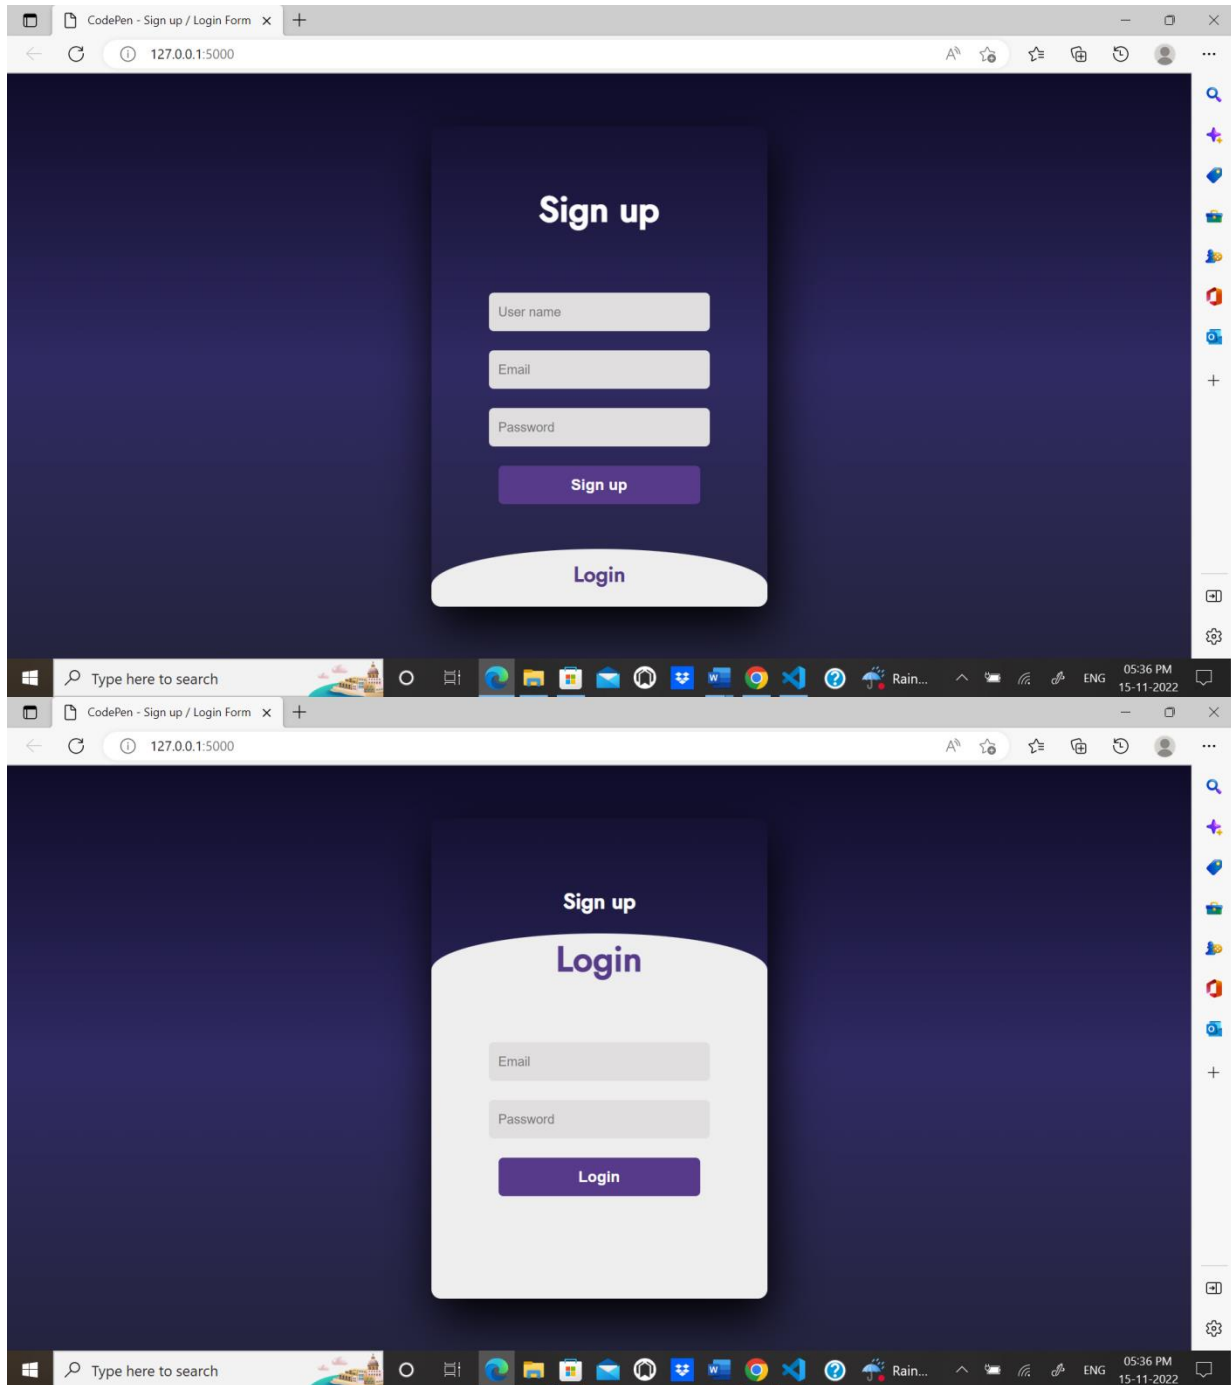 CodePen - Sign up / Login Form
127.0.0.1:5000
Sign up
User name
Email
Password
Sign up
Login
Type here to search
Rain...
ENG
05:36 PM
15-11-2022
CodePen - Sign up / Login Form
127.0.0.1:5000
Sign up
Login
Email
Password
Login
Type here to search
Rain...
ENG
05:36 PM
15-11-2022